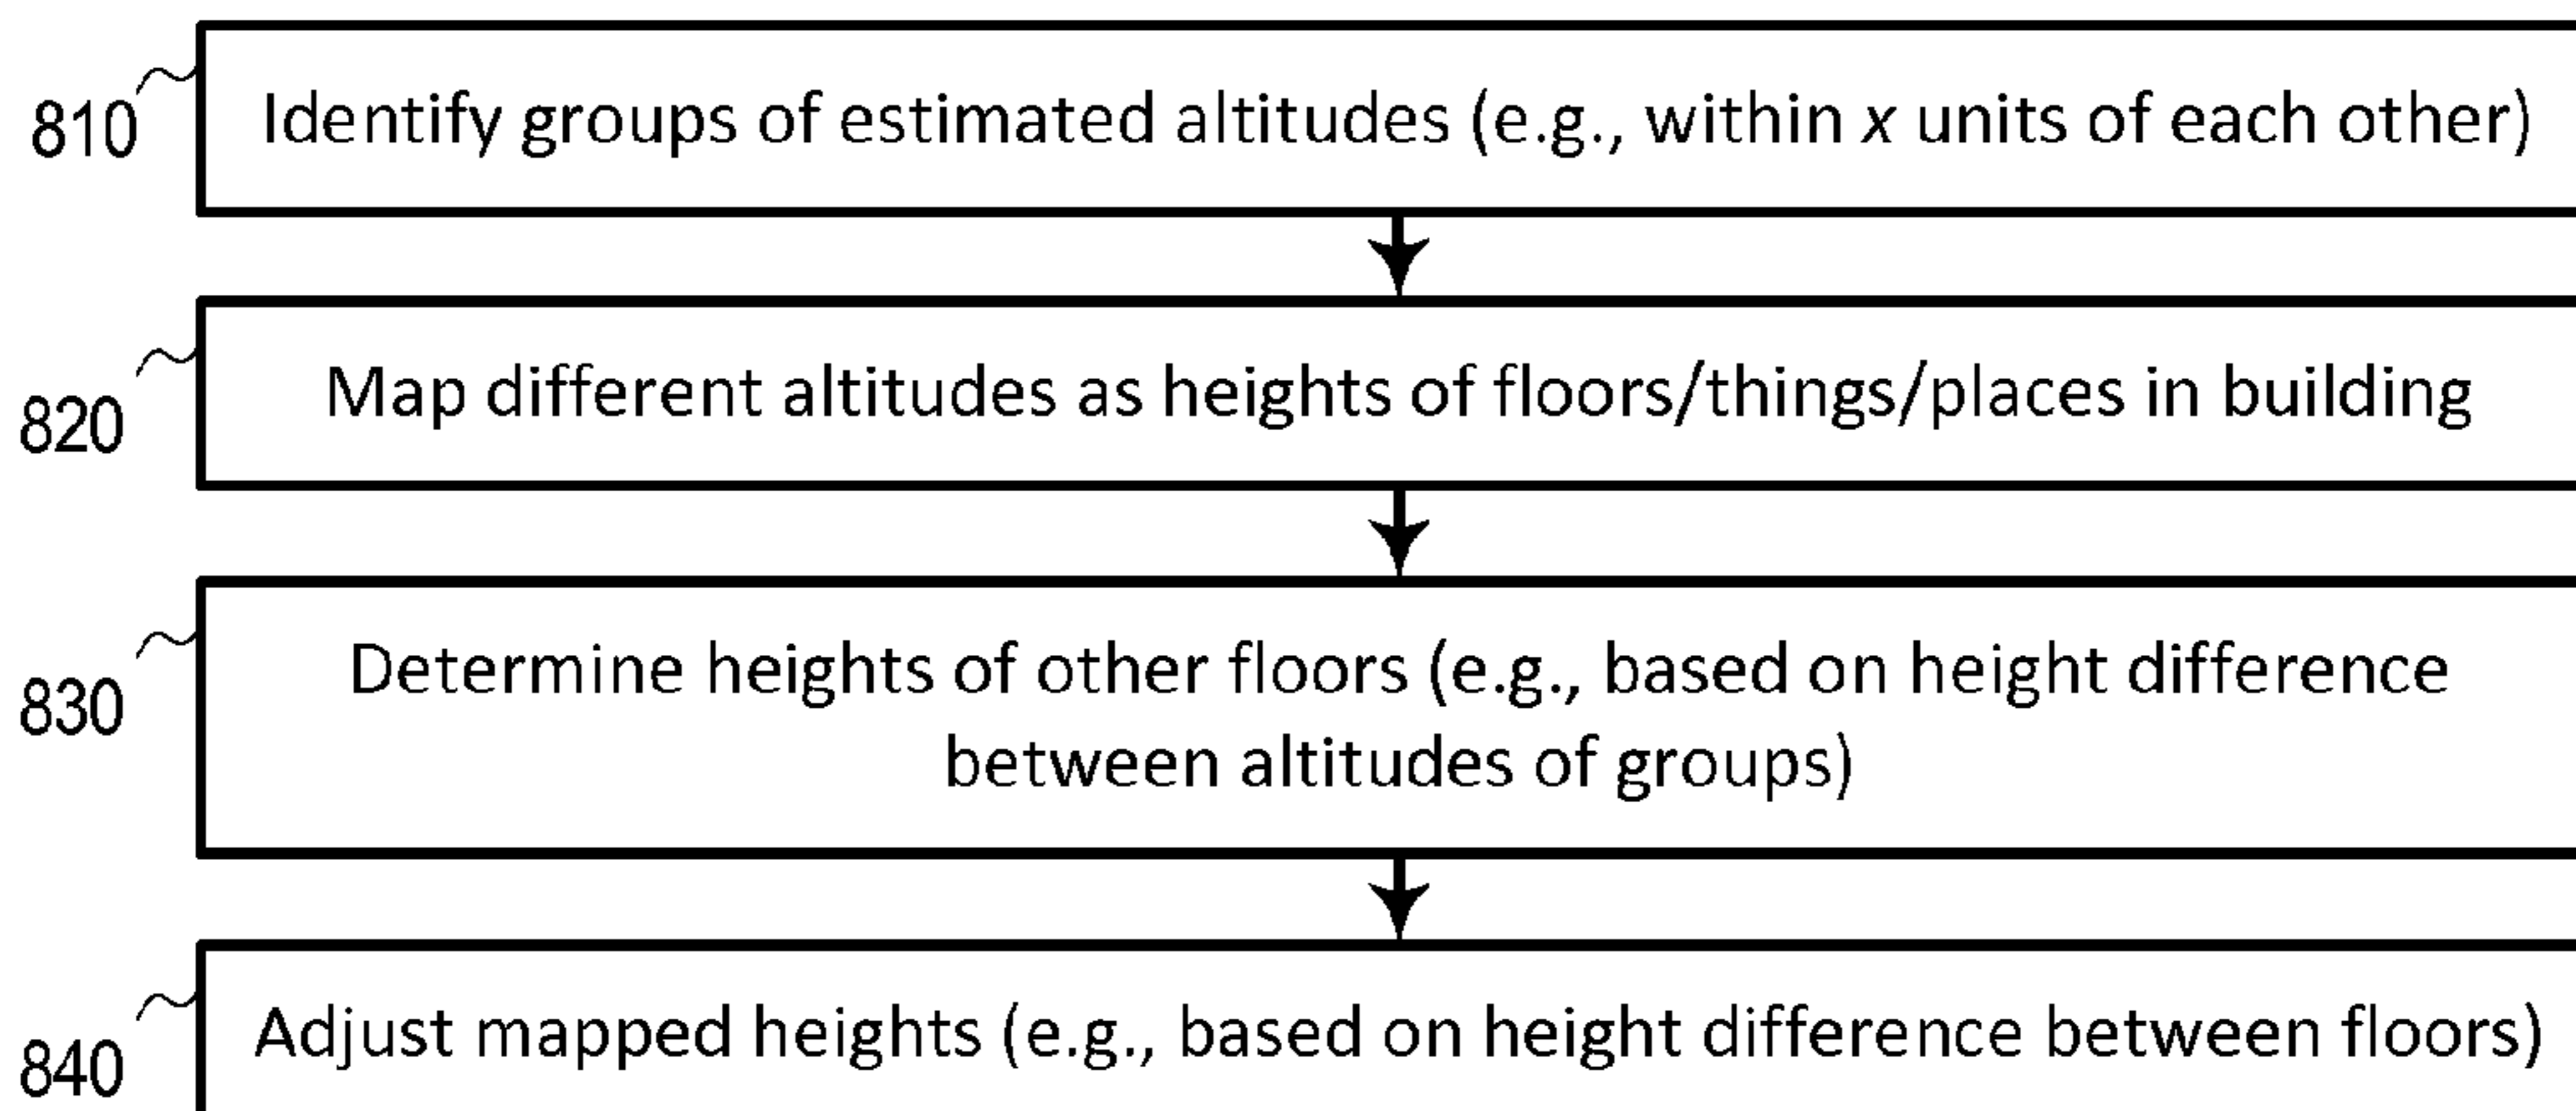 810 Identify groups of estimated altitudes (e.g., within x units of each other)
820 Map different altitudes as heights of floors/things/places in building
830 Determine heights of other floors (e.g., based on height difference
between altitudes of groups)
840 Adjust mapped heights (e.g., based on height difference between floors)